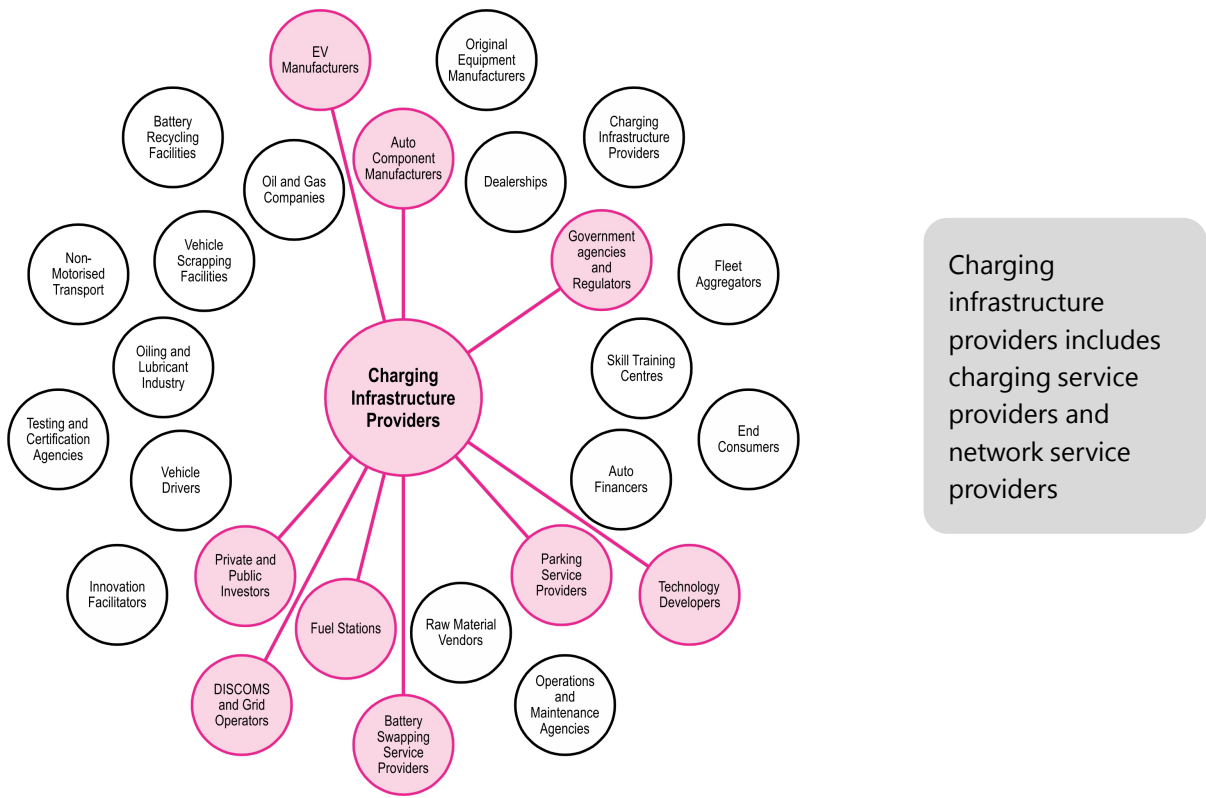 EV
Manufacturers
Original
Equipment
Manufacturers
Battery
Recycling
Facilities
Auto
Component
Manufacturers
Charging
Infrastructure
Providers
Oil and Gas
Companies
Dealerships
Non-
Motorised
Transport
Vehicle
Scrapping
Facilities
Government
agencies
and
Regulators
Fleet
Aggregators
Oiling and
Lubricant
Industry
Charging
Infrastructure
Providers
Skill Training
Centres
Testing and
Certification
Agencies
Vehicle
Drivers
Auto
Financers
End
Consumers
Innovation
Facilitators
Private and
Public
Investors
Fuel Stations
Raw Material
Vendors
Parking
Service
Providers
Technology
Developers
DISCOMS
and Grid
Operators
Battery
Swapping
Service
Providers
Operations
and
Maintenance
Agencies
Charging
infrastructure
providers includes
charging service
providers and
network service
providers